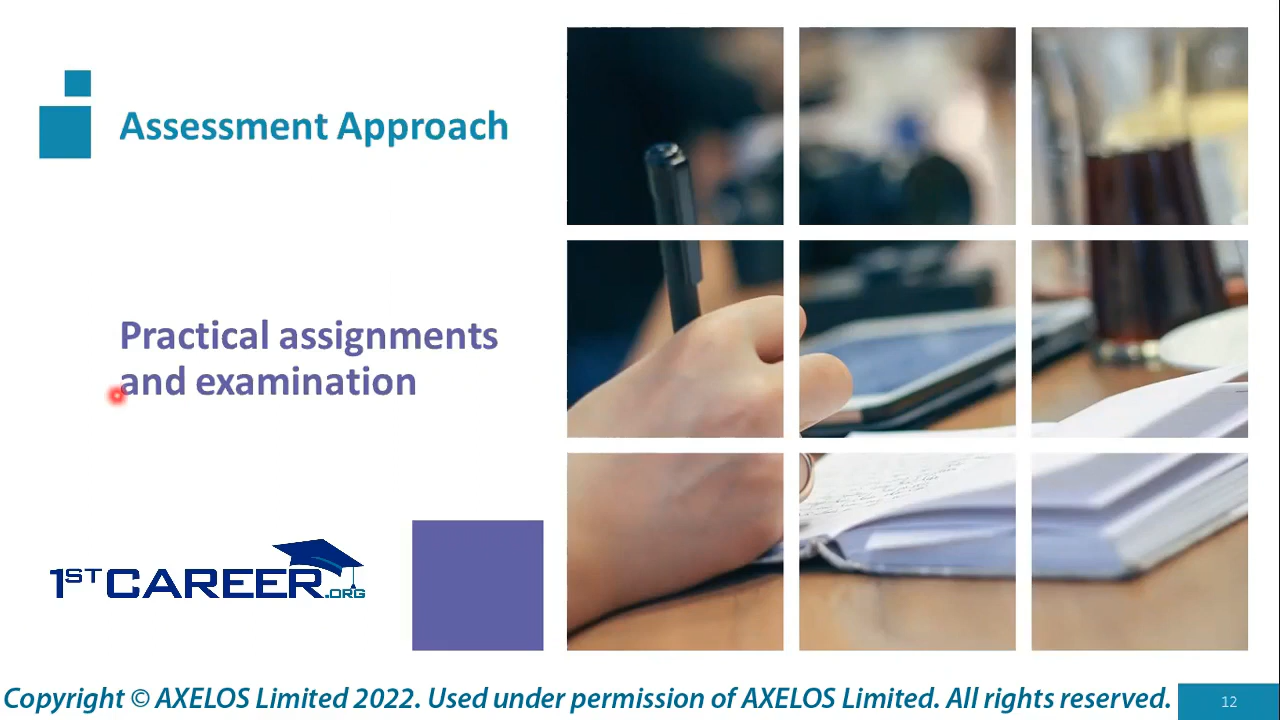 Assessment Approach
Practical assignments
and examination
1ST CAREER.ORG
Copyright © AXELOS Limited 2022. Used under permission of AXELOS Limited. All rights reserved.
12